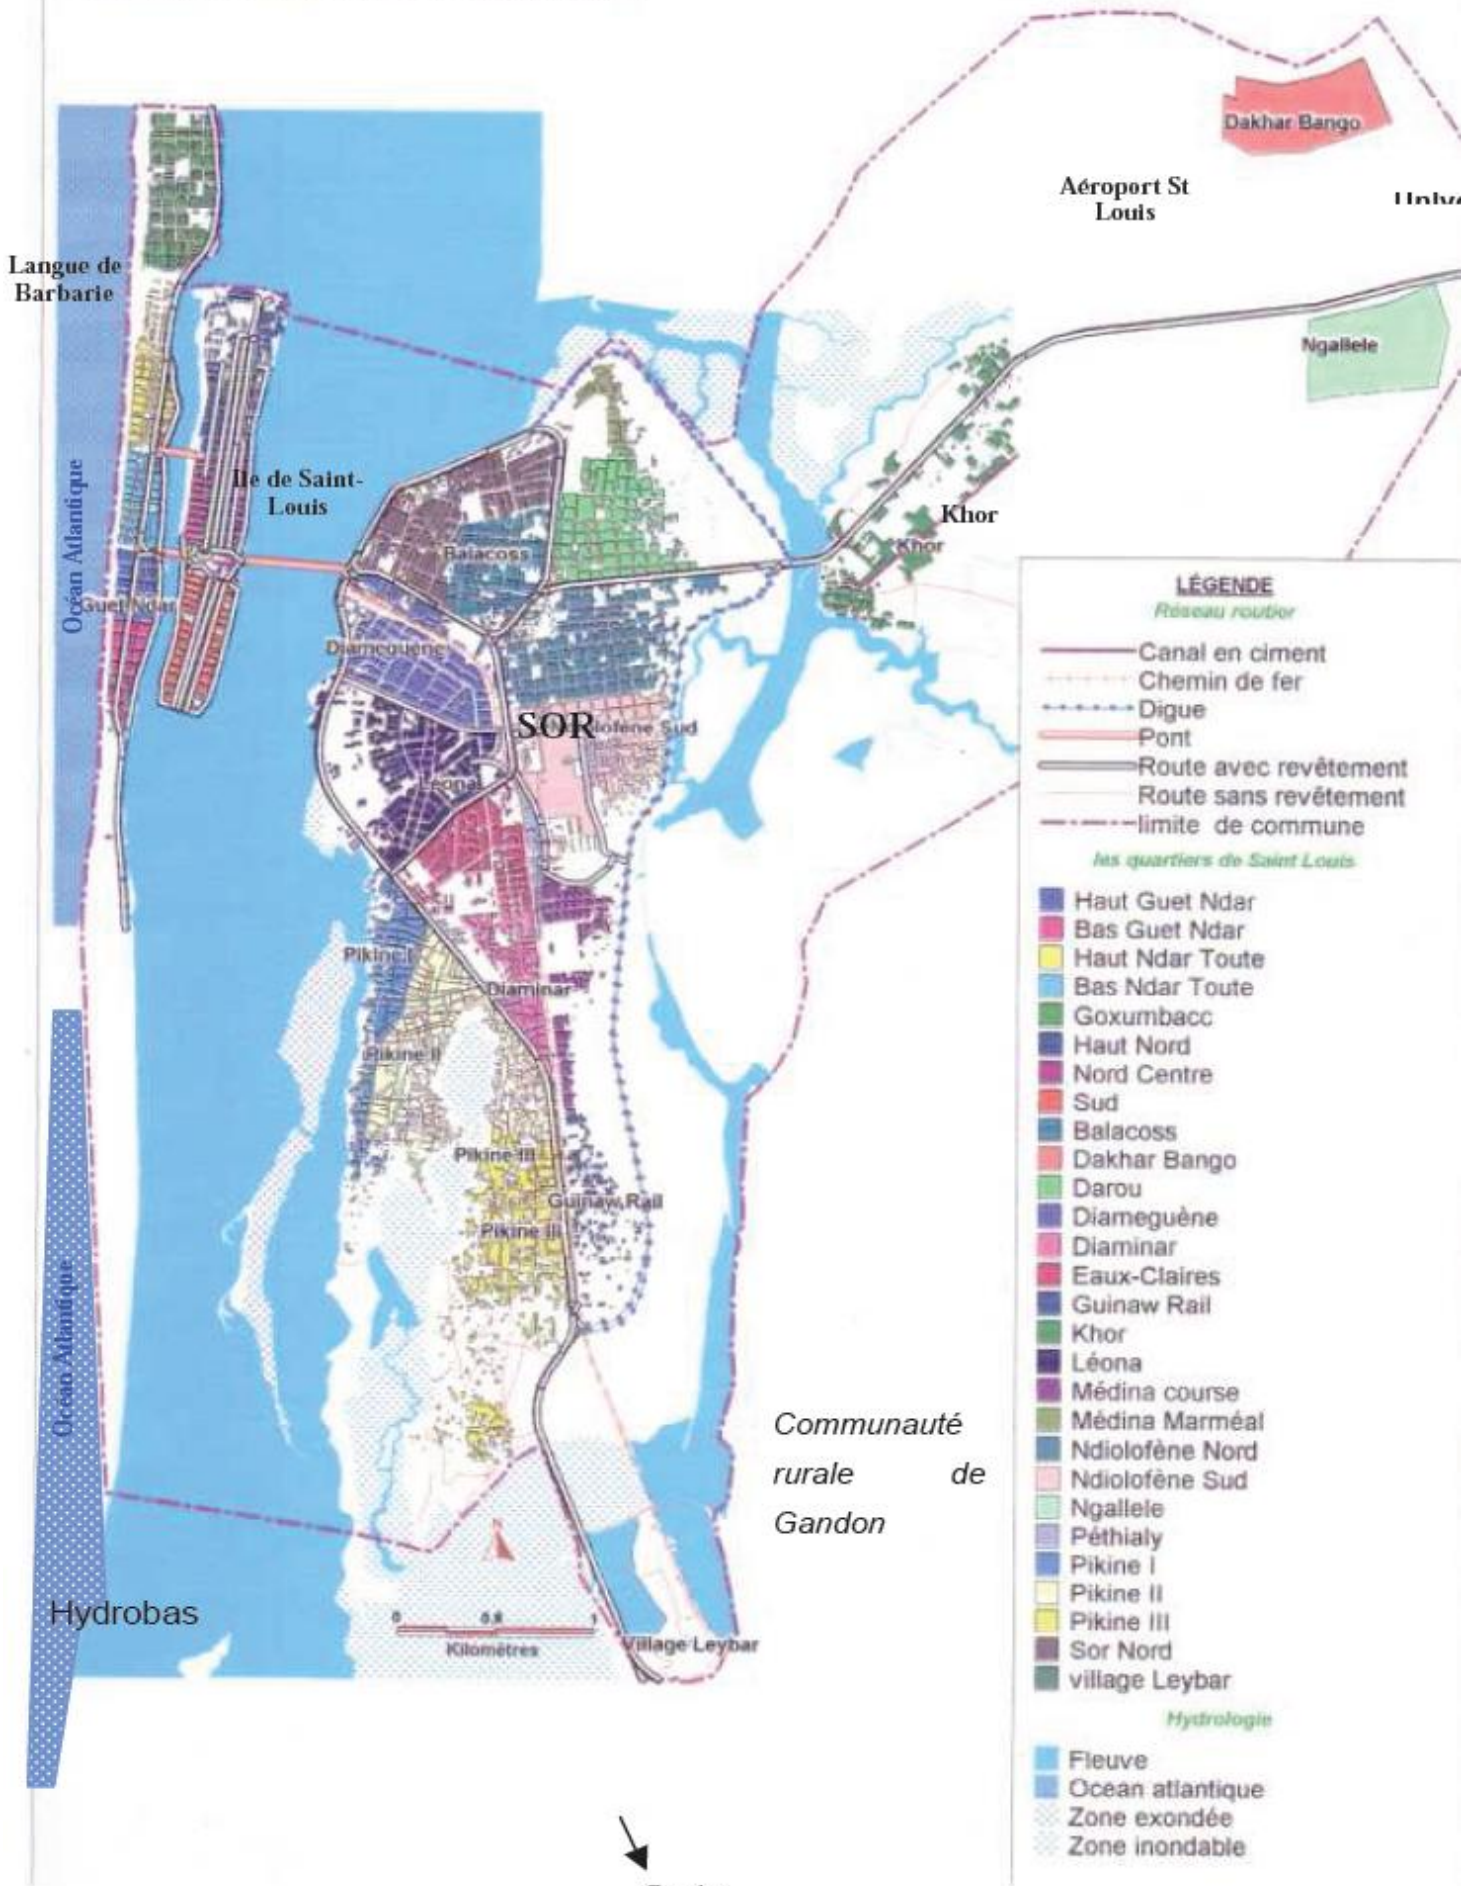 Dakhar Bango
Aéroport St
Louis
Langue de
Barbarie
Ngallele
Océan Atlantique
Ile de Saint-
Louis
Khor
Khor
Balacoss
Guet Ndar
Diameguène
SOR
Sud
Léona
Pikine I
Diaminar
Pikine II
Pikine III
Guinaw Rail
Pikine III
Océan Atlantique
Communauté
rurale de
Gandon
N
Hydrobas
0 0.5 1
Kilomètres
Village Leybar
LÉGENDE
Réseau routier
Canal en ciment
Chemin de fer
Digue
Pont
Route avec revêtement
Route sans revêtement
limite de commune
les quartiers de Saint Louis
Haut Guet Ndar
Bas Guet Ndar
Haut Ndar Toute
Bas Ndar Toute
Goxumbacc
Haut Nord
Nord Centre
Sud
Balacoss
Dakhar Bango
Darou
Diameguène
Diaminar
Eaux-Claires
Guinaw Rail
Khor
Léona
Médina course
Médina Marméal
Ndiolofène Nord
Ndiolofène Sud
Ngallele
Péthialy
Pikine I
Pikine II
Pikine III
Sor Nord
village Leybar
Hydrologie
Fleuve
Ocean atlantique
Zone exondée
Zone inondable